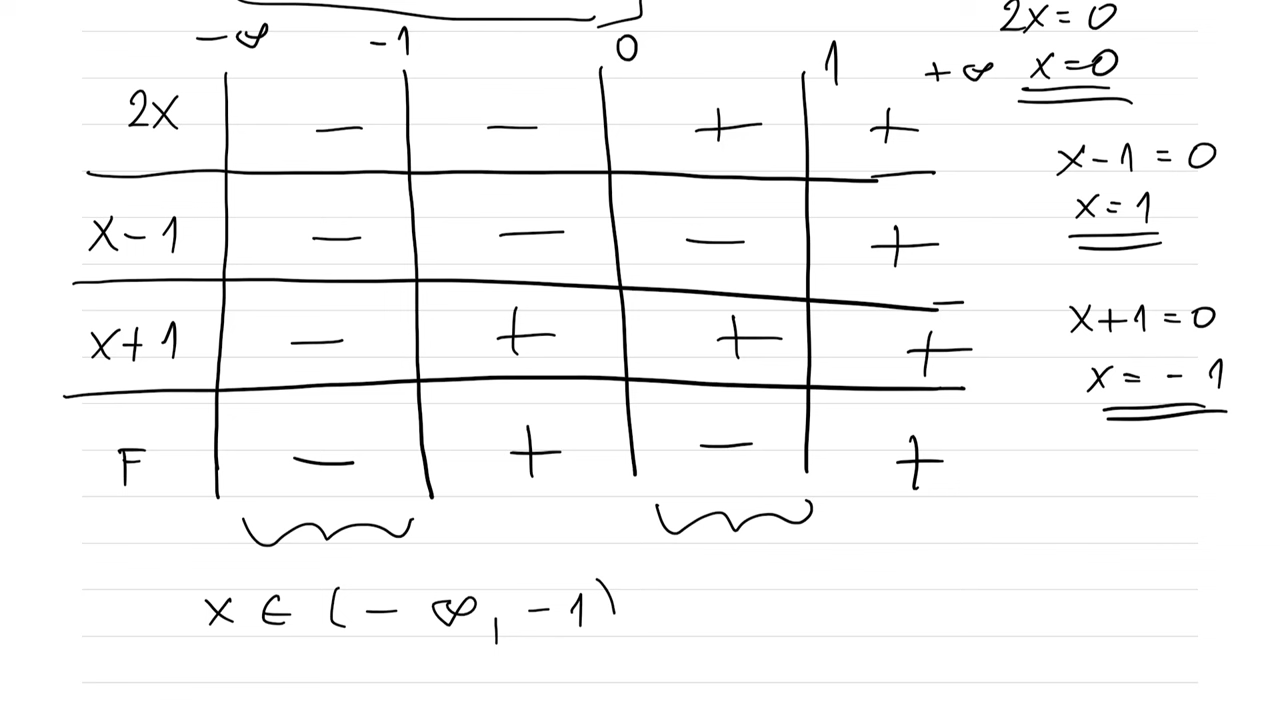 2x = 0
-∞ -1 0 1 +∞ x = 0
2x - - + +
x - 1 = 0
x - 1 - - - +
x = 1
x + 1 - + + +
x + 1 = 0
x = - 1
F - + - +
x ∈ (- ∞, - 1)